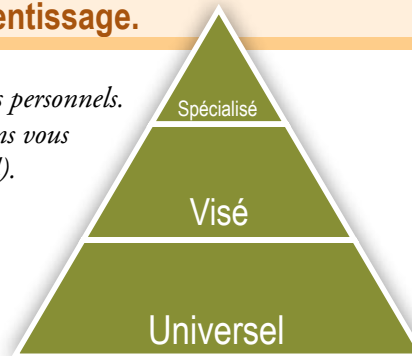 entissage.
s personnels.
ns vous
).
Spécialisé
Visé
Universel